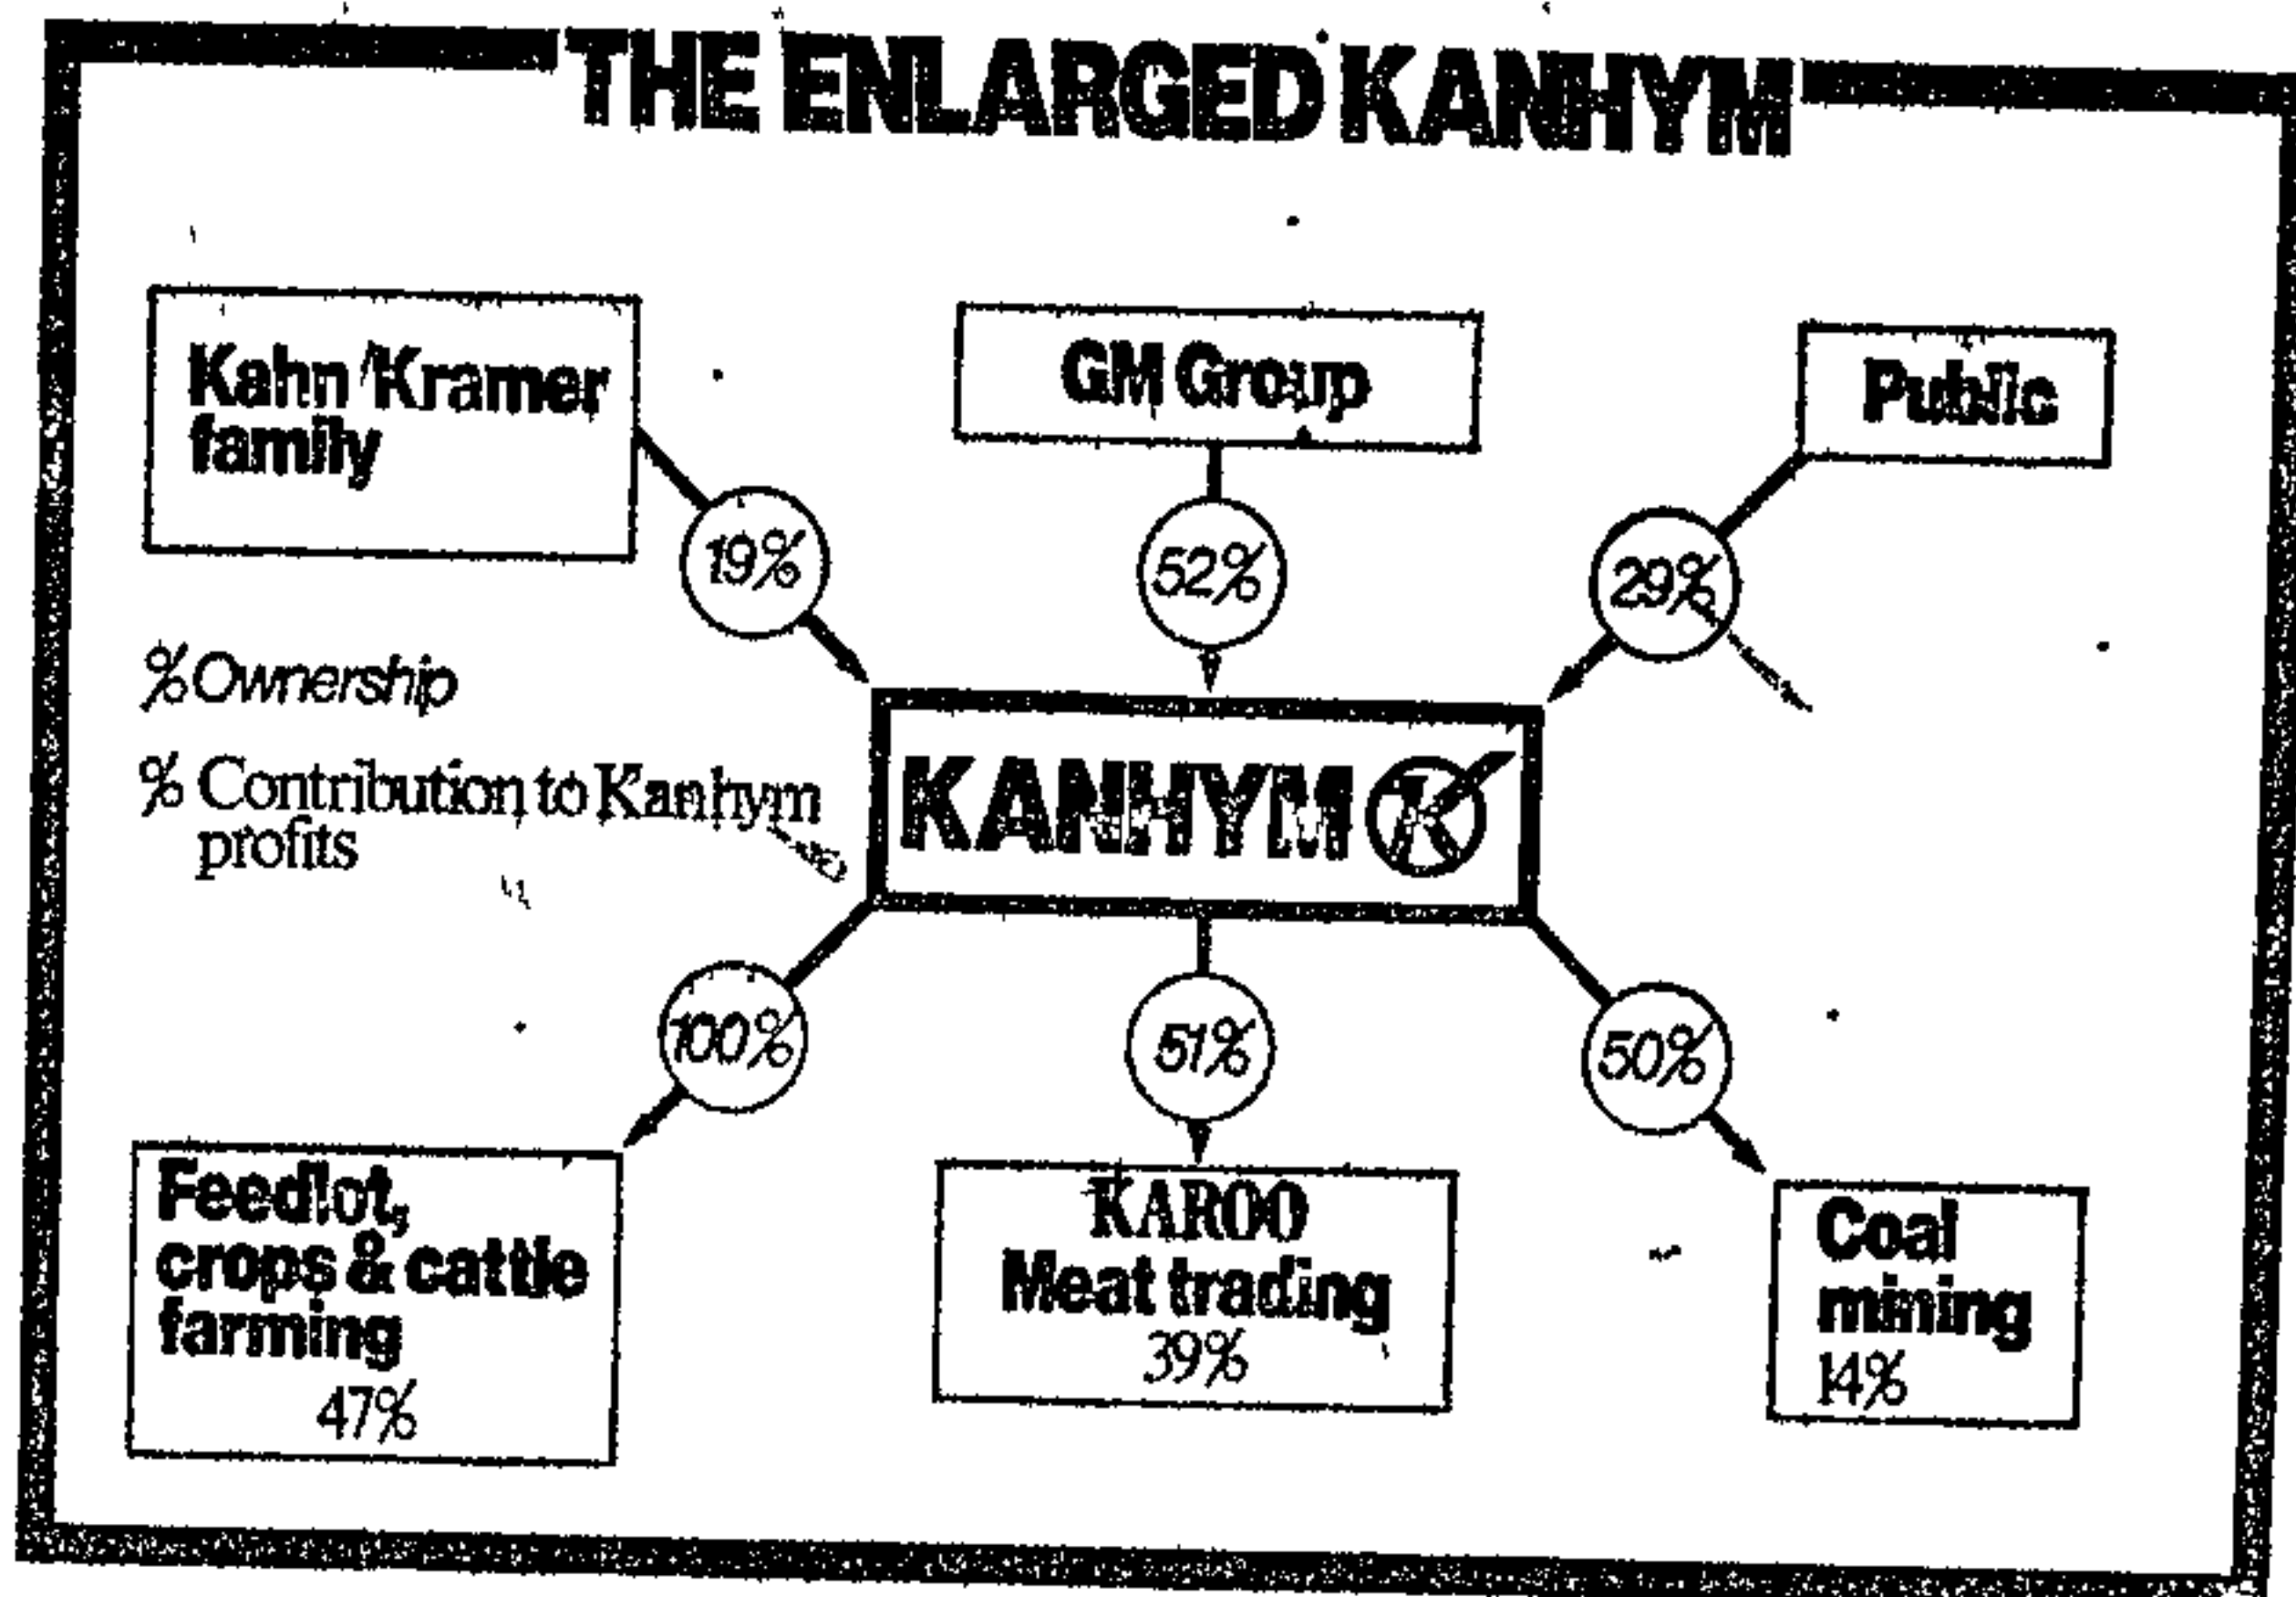 THE ENLARGED KANHYM
Kahn/Kramer
family
GM Group
Public
19%
52%
29%
%Ownership
% Contribution to Kanhym
profits
KANHYM K
100%
51%
50%
Feedlot,
crops & cattle
farming
47%
KAROO
Meat trading
39%
Coal
mining
14%